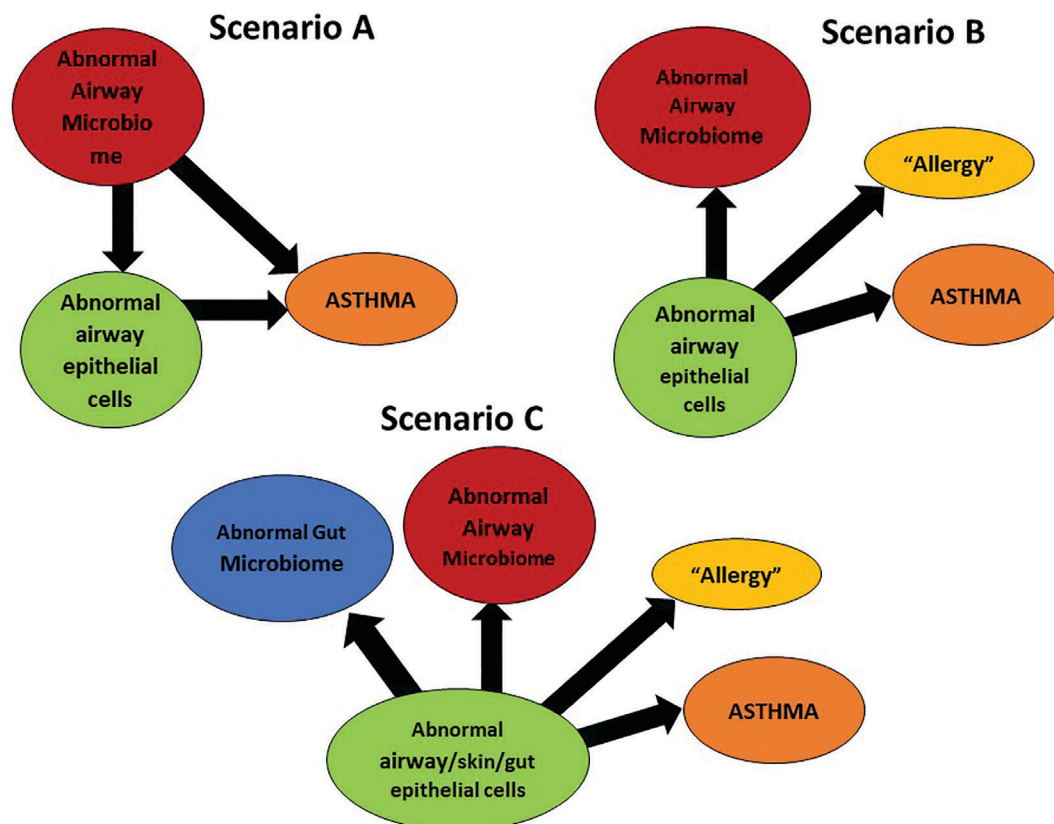 Scenario A
Abnormal
Airway
Microbio
me
Abnormal
airway
epithelial
cells
ASTHMA
Scenario B
Abnormal
Airway
Microbiome
“Allergy”
ASTHMA
Abnormal
airway
epithelial
cells
Scenario C
Abnormal Gut
Microbiome
Abnormal
Airway
Microbiome
“Allergy”
ASTHMA
Abnormal
airway/skin/gut
epithelial cells